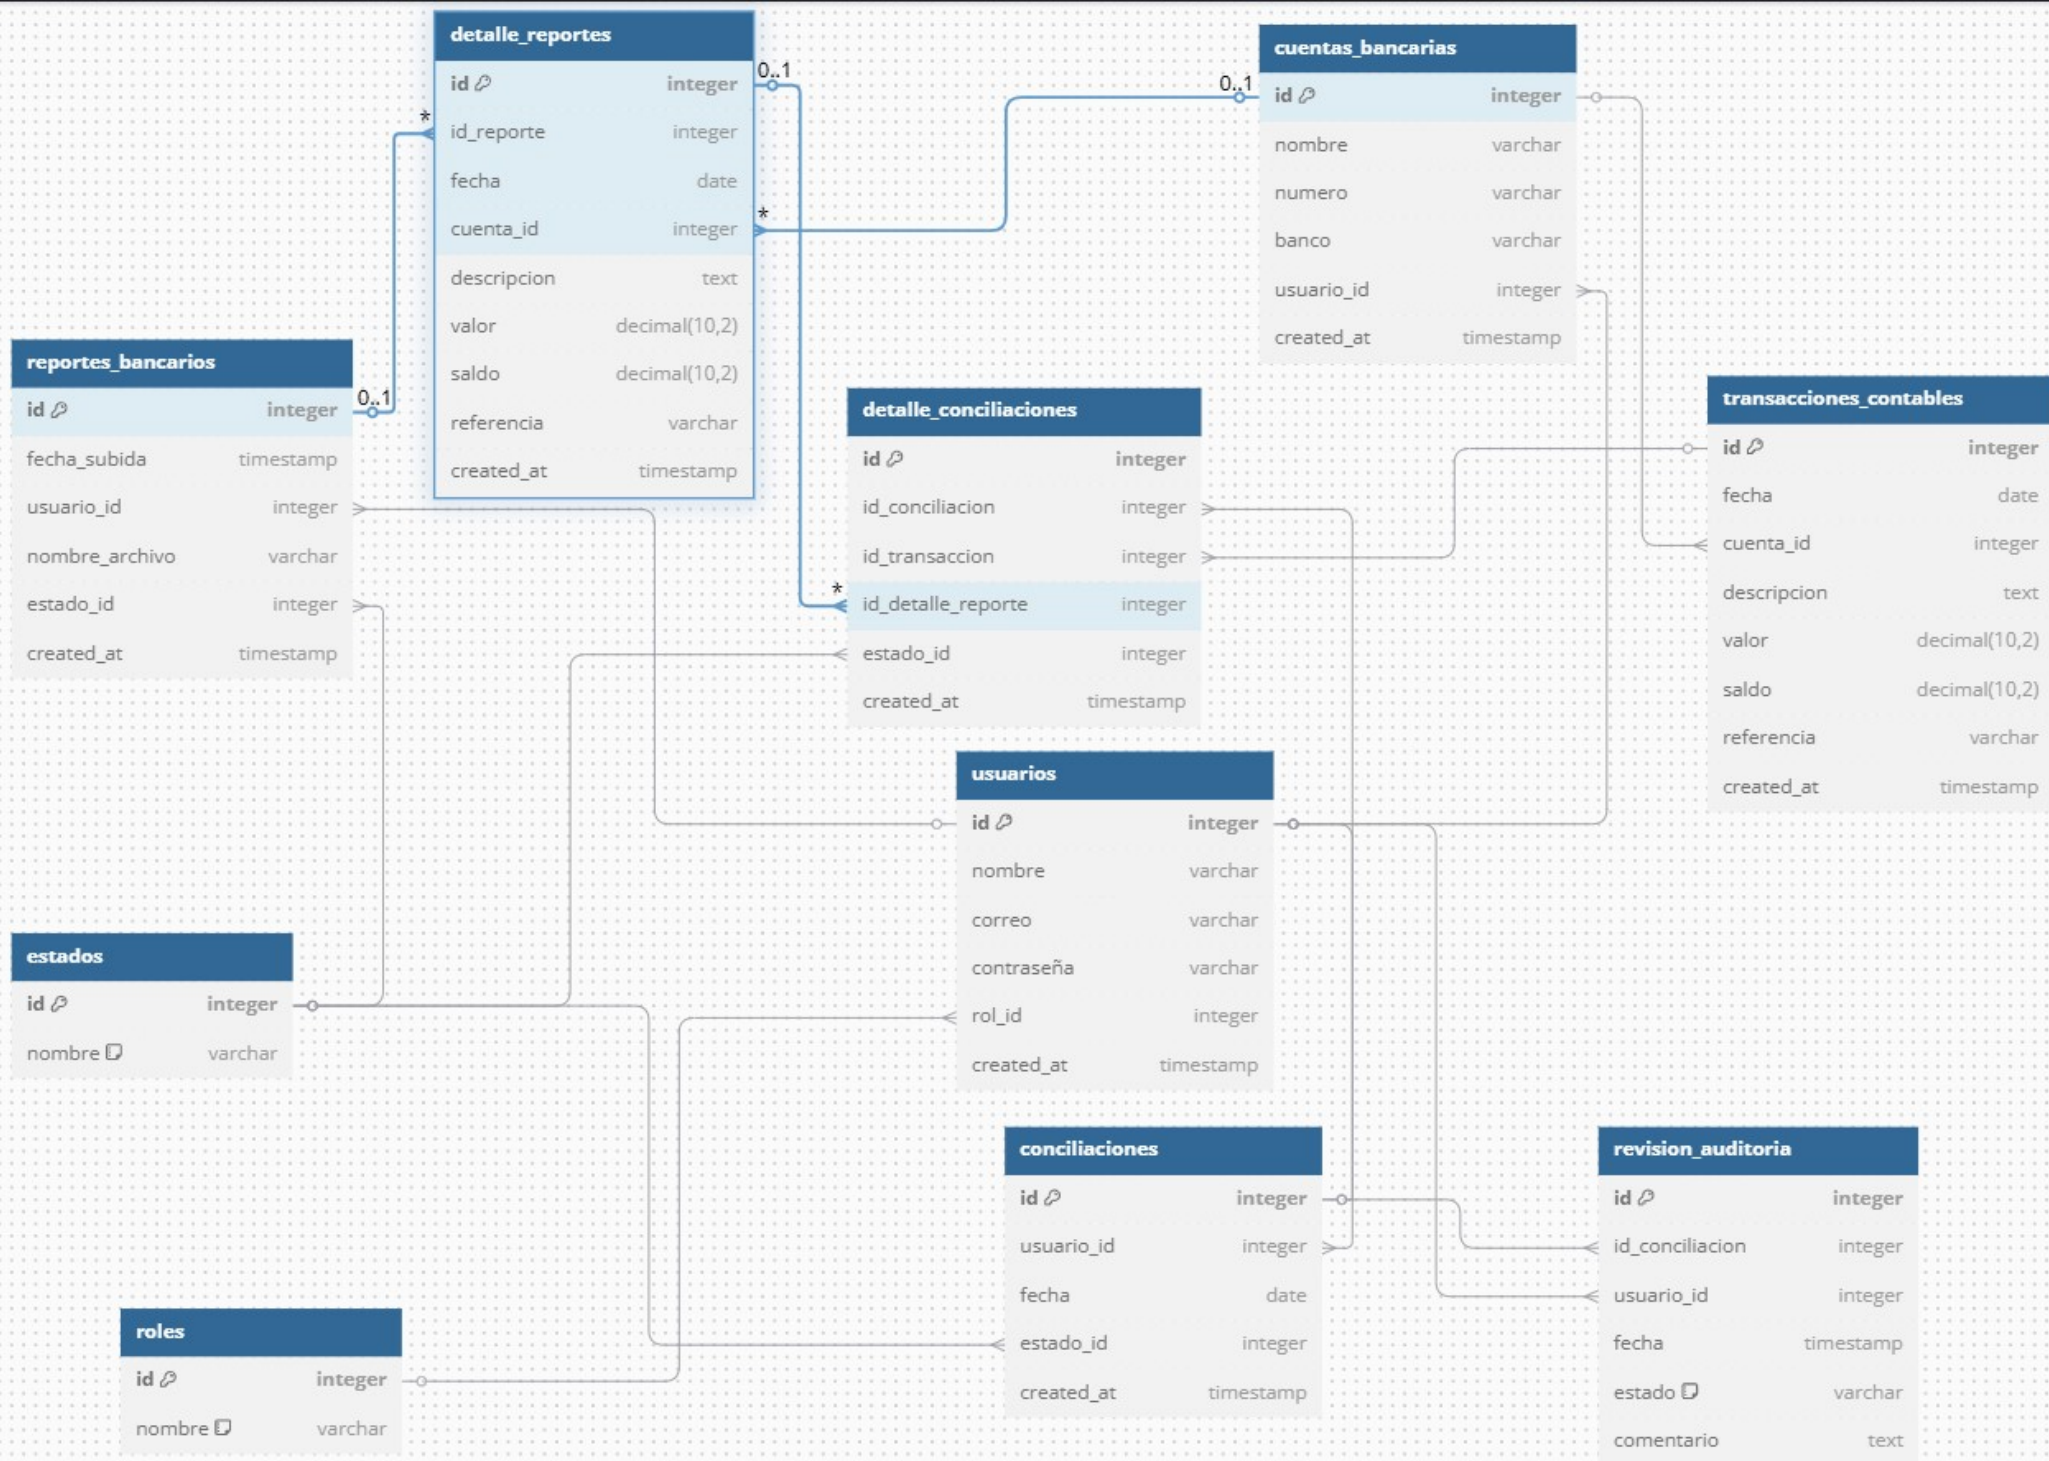 detalle_reportes
id integer
id_reporte integer
fecha date
cuenta_id integer
descripcion text
valor decimal(10,2)
saldo decimal(10,2)
referencia varchar
created_at timestamp
0..1
*
*
0..1
cuentas_bancarias
id integer
nombre varchar
numero varchar
banco varchar
usuario_id integer
created_at timestamp
reportes_bancarios
id integer
fecha_subida timestamp
usuario_id integer
nombre_archivo varchar
estado_id integer
created_at timestamp
0..1
detalle_conciliaciones
id integer
id_conciliacion integer
id_transaccion integer
*
id_detalle_reporte integer
estado_id integer
created_at timestamp
transacciones_contables
id integer
fecha date
cuenta_id integer
descripcion text
valor decimal(10,2)
saldo decimal(10,2)
referencia varchar
created_at timestamp
usuarios
id integer
nombre varchar
correo varchar
contraseña varchar
rol_id integer
created_at timestamp
estados
id integer
nombre varchar
conciliaciones
id integer
usuario_id integer
fecha date
estado_id integer
created_at timestamp
revision_auditoria
id integer
id_conciliacion integer
usuario_id integer
fecha timestamp
estado varchar
comentario text
roles
id integer
nombre varchar